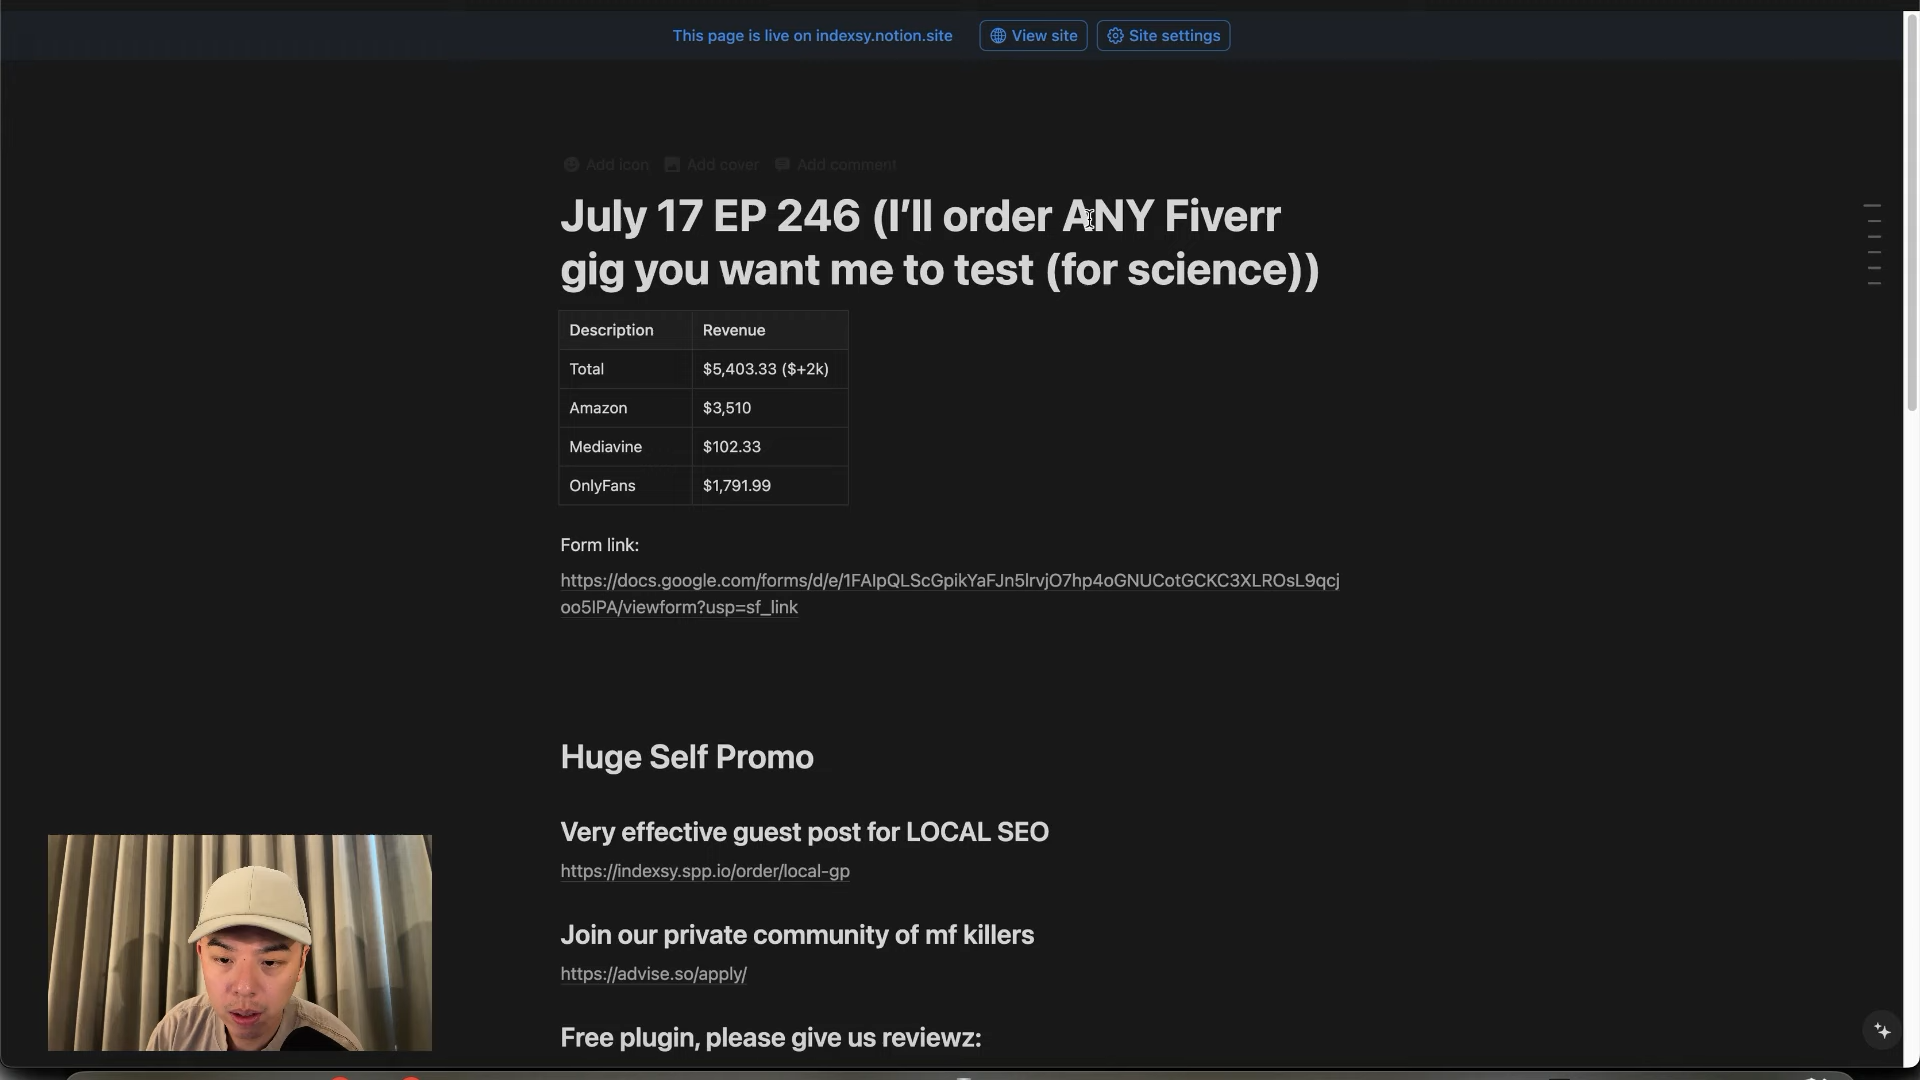 This page is live on indexsy.notion.site View site Site settings
Add icon Add cover Add comment
July 17 EP 246 (I’ll order ANY Fiverr
gig you want me to test (for science))
Description Revenue
Total $5,403.33 ($+2k)
Amazon $3,510
Mediavine $102.33
OnlyFans $1,791.99
Form link:
https://docs.google.com/forms/d/e/1FAIpQLScGpikYaFJn5lrvjO7hp4oGNUCotGCKC3XLROsL9qcj
oo5IPA/viewform?usp=sf_link
Huge Self Promo
Very effective guest post for LOCAL SEO
https://indexsy.spp.io/order/local-gp
Join our private community of mf killers
https://advise.so/apply/
Free plugin, please give us reviewz: